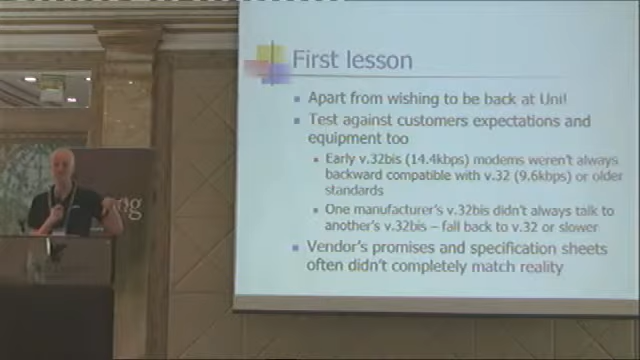 First lesson
Apart from wishing to be back at Uni!
Test against customers expectations and
equipment too
Early v.32bis (14.4kbps) modems weren't always
backward compatible with v.32 (9.6kbps) or older
standards
One manufacturer's v.32bis didn't always talk to
another's v.32bis – fall back to v.32 or slower
Vendor's promises and specification sheets
often didn't completely match reality